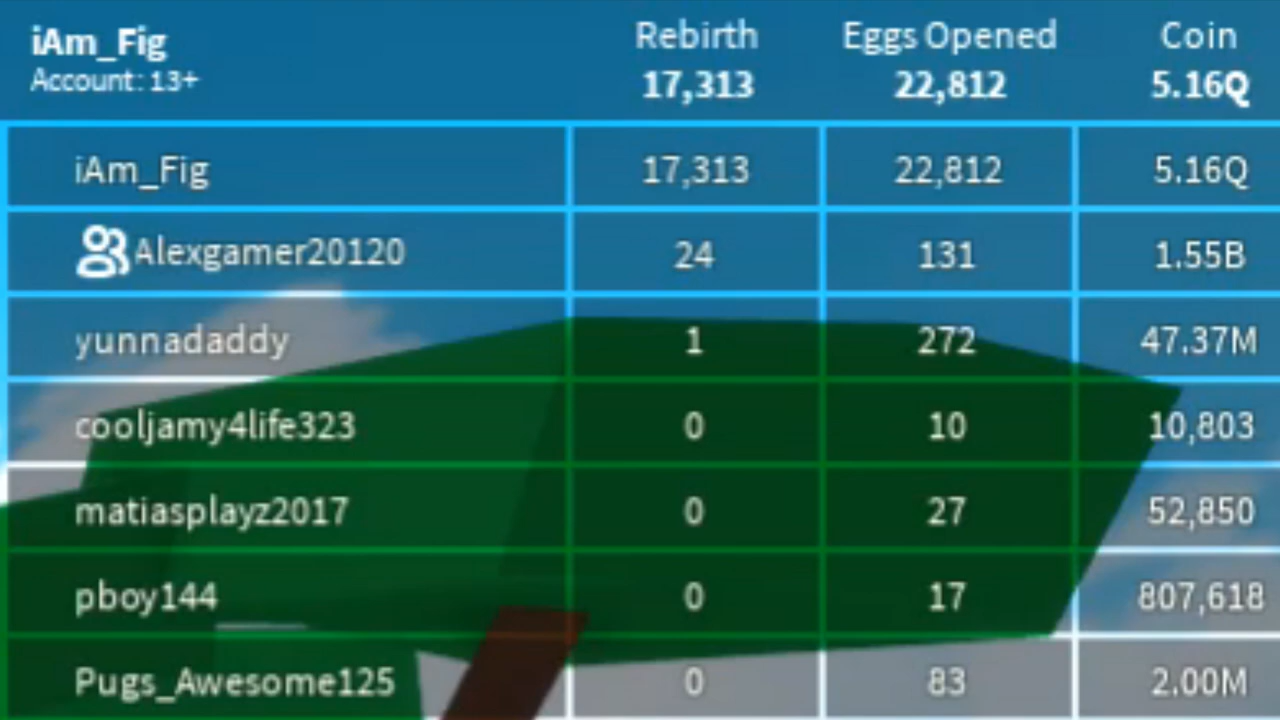 iAm_Fig Rebirth Eggs Opened Coin
Account: 13+ 17,313 22,812 5.16Q
iAm_Fig 17,313 22,812 5.16Q
Alexgamer20120 24 131 1.55B
yunnadaddy 1 272 47.37M
cooljamy4life323 0 10 10,803
matiasplayz2017 0 27 52,850
pboy144 0 17 807,618
Pugs_Awesome125 0 83 2.00M